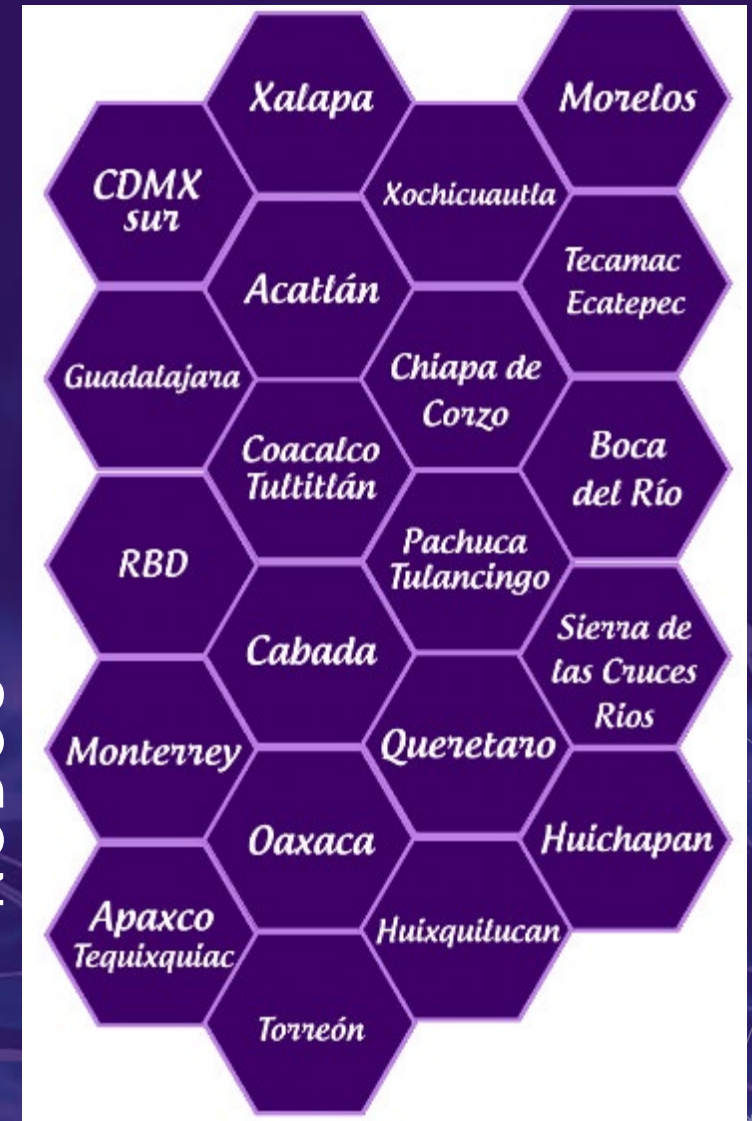 Xalapa
Morelos
CDMX
sur
Xochicuautla
Acatlán
Tecamac
Ecatepec
Guadalajara
Chiapa de
Corzo
Coacalco
Tultitlán
Boca
del Río
RBD
Pachuca
Tulancingo
Cabada
Sierra de
las Cruces
Rios
Monterrey
Queretaro
Oaxaca
Huichapan
Apaxco
Tequixquiac
Huixquilucan
Torreón